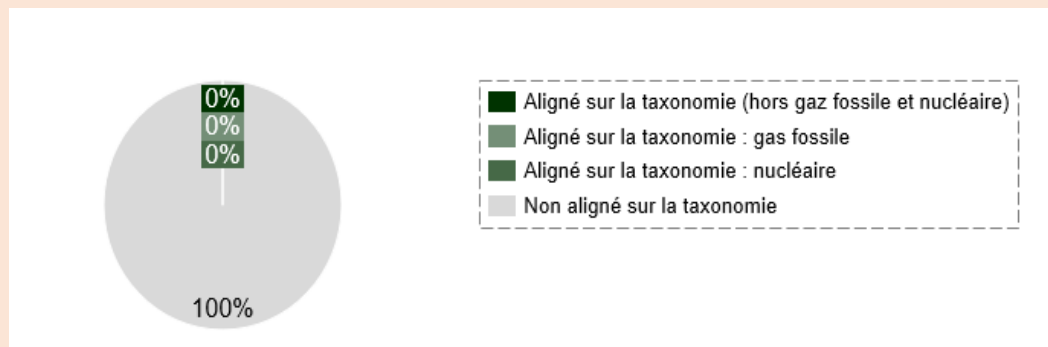 0%
0%
0%
100%
Aligné sur la taxonomie (hors gaz fossile et nucléaire)
Aligné sur la taxonomie : gas fossile
Aligné sur la taxonomie : nucléaire
Non aligné sur la taxonomie